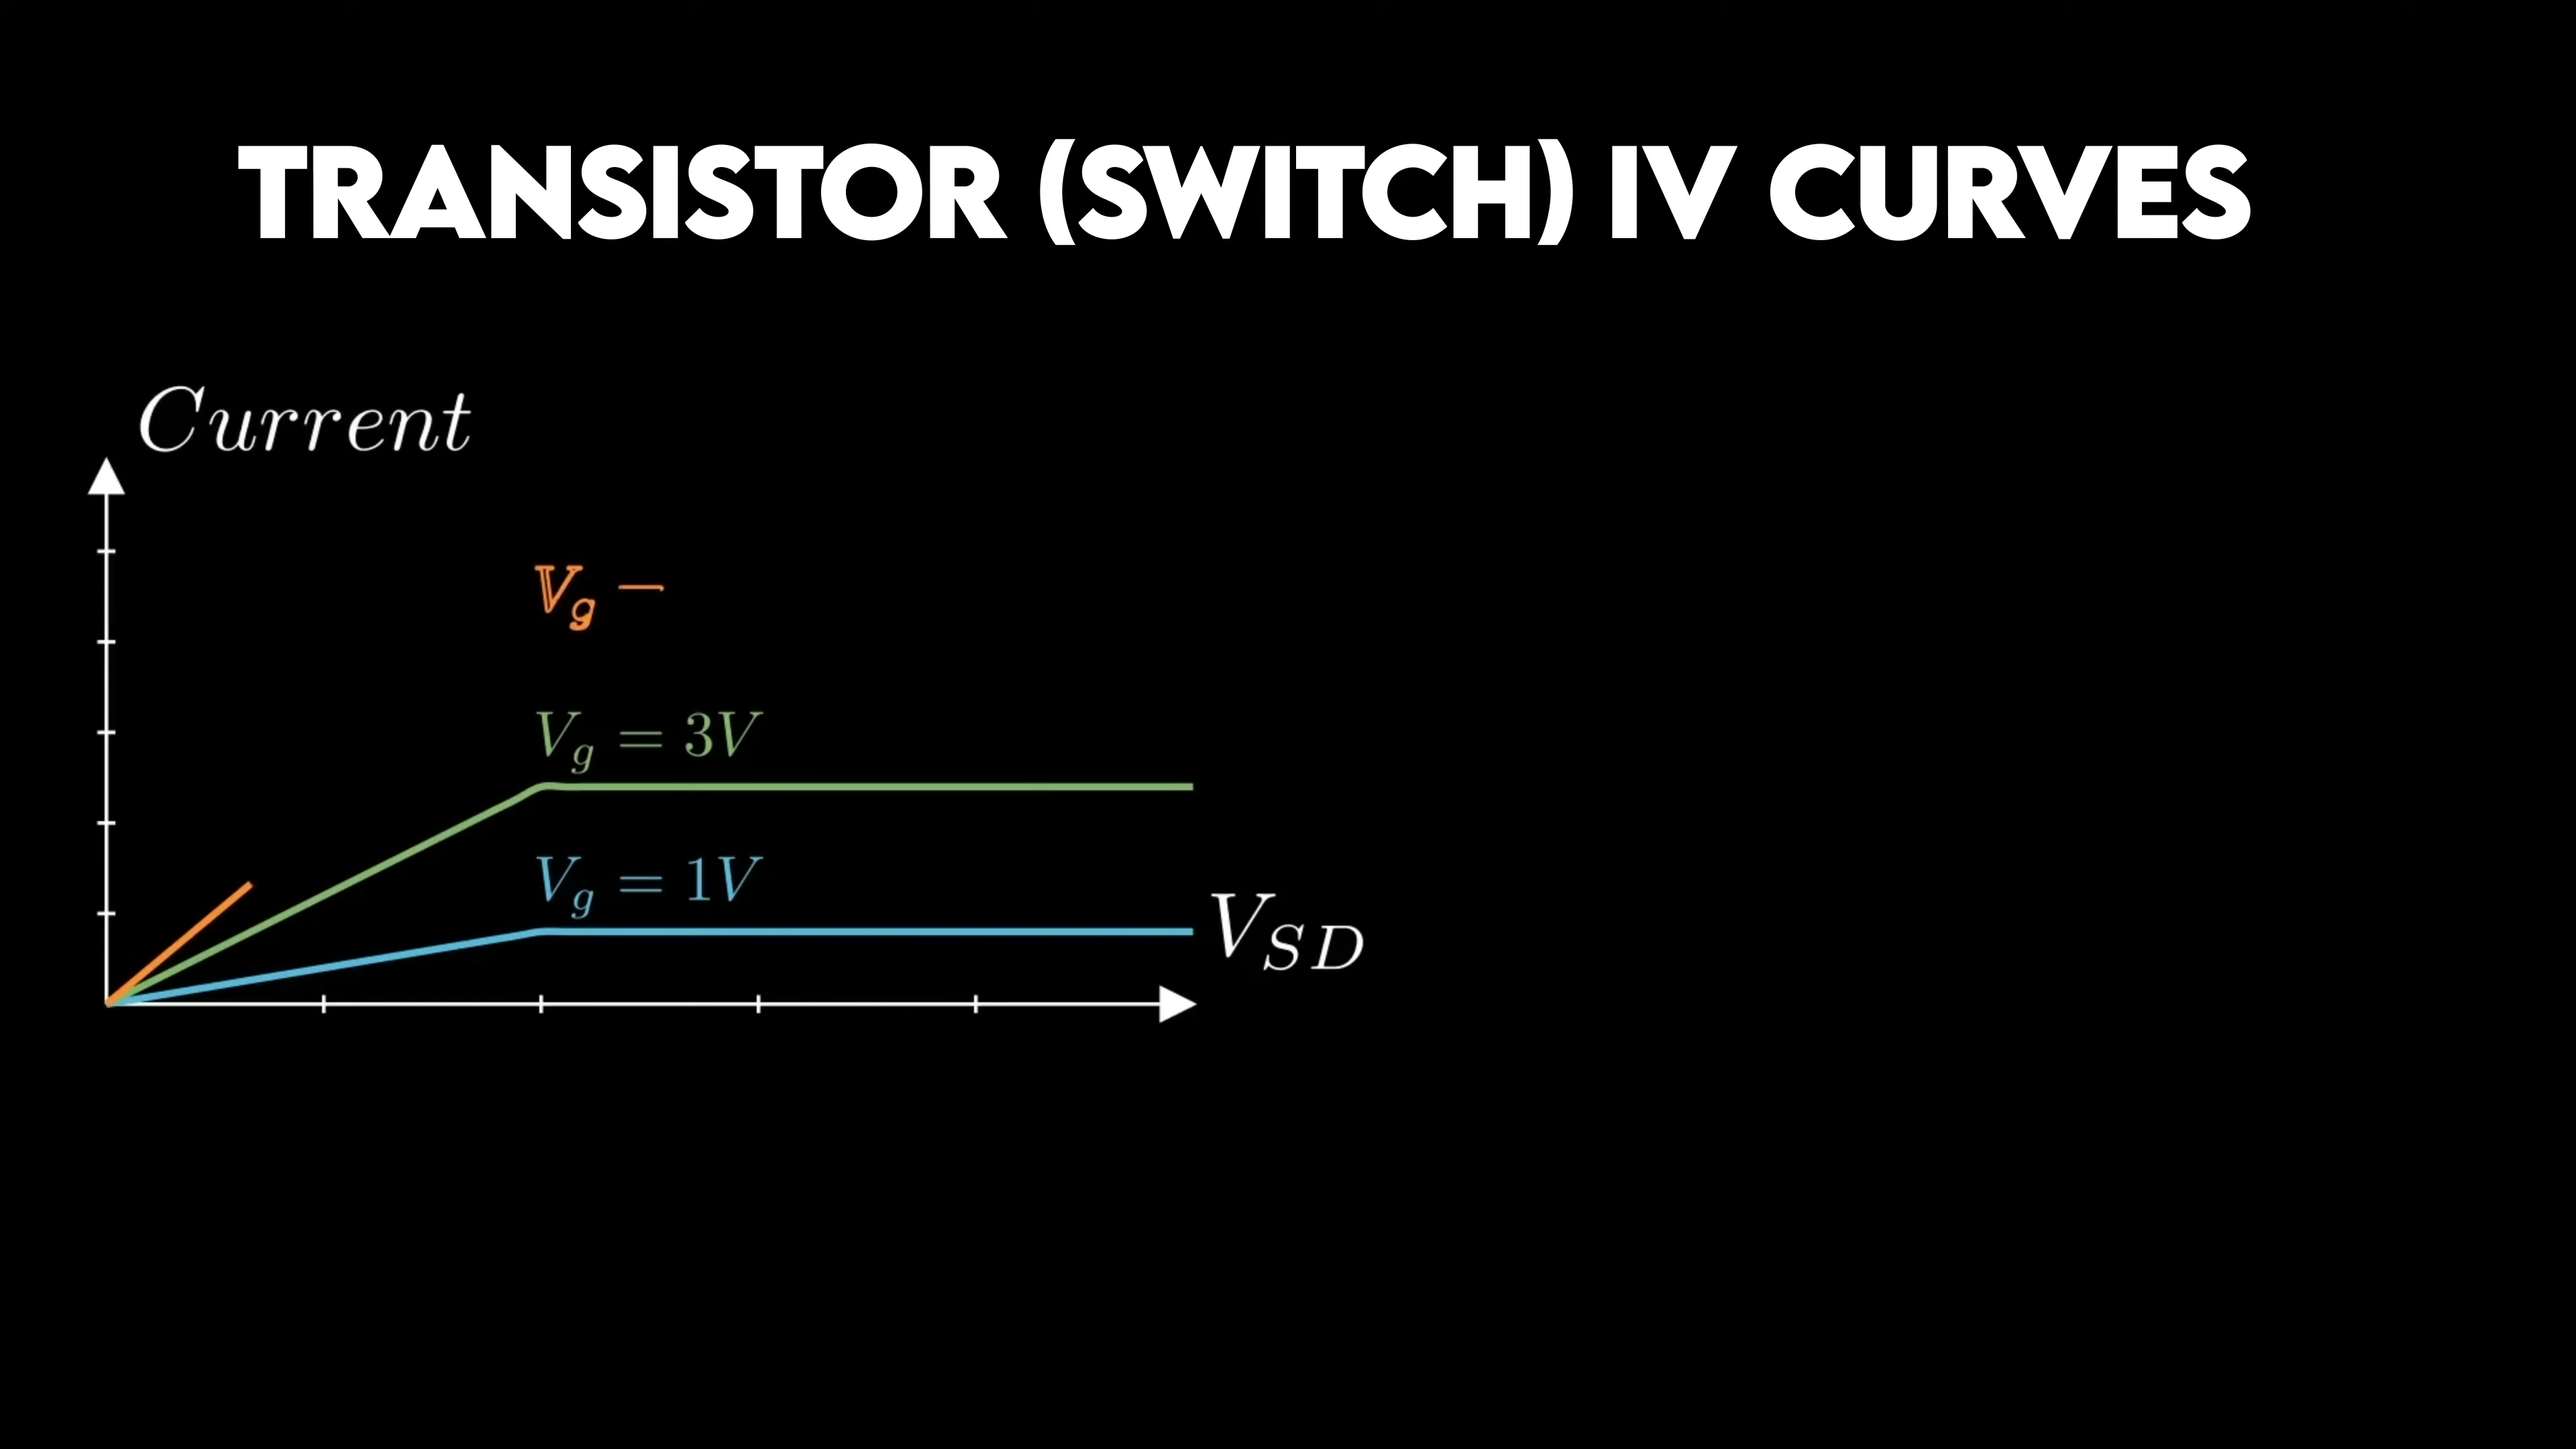 TRANSISTOR (SWITCH) IV CURVES
Current
V_g −
V_g = 3V
V_g = 1V
V_SD